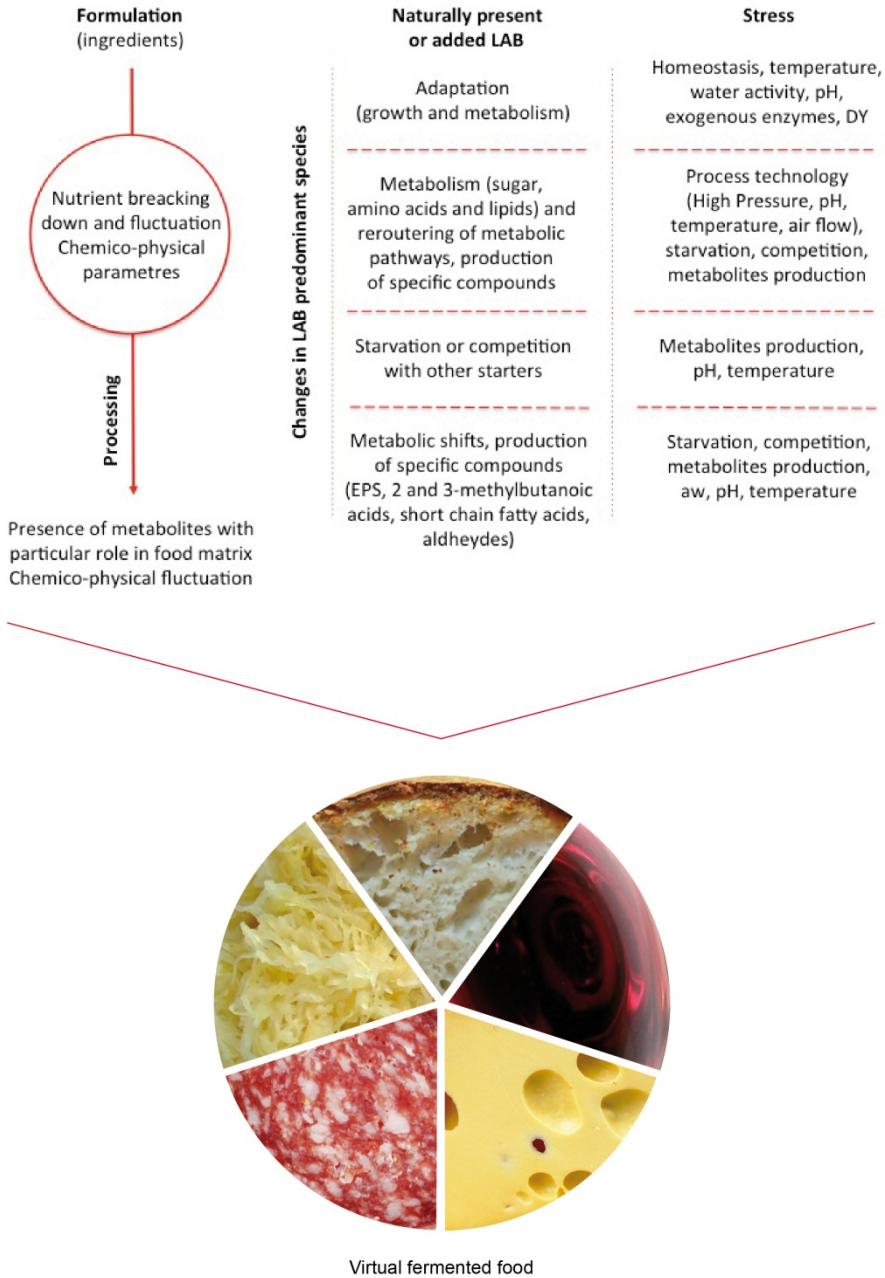 Formulation
(ingredients)
Nutrient breacking
down and fluctuation
Chemico-physical
parametres
Processing
Presence of metabolites with
particular role in food matrix
Chemico-physical fluctuation
Changes in LAB predominant species
Naturally present
or added LAB
Adaptation
(growth and metabolism)
Metabolism (sugar,
amino acids and lipids) and
reroutering of metabolic
pathways, production
of specific compounds
Starvation or competition
with other starters
Metabolic shifts, production
of specific compounds
(EPS, 2 and 3-methylbutanoic
acids, short chain fatty acids,
aldheydes)
Stress
Homeostasis, temperature,
water activity, pH,
exogenous enzymes, DY
Process technology
(High Pressure, pH,
temperature, air flow),
starvation, competition,
metabolites production
Metabolites production,
pH, temperature
Starvation, competition,
metabolites production,
aw, pH, temperature
Virtual fermented food